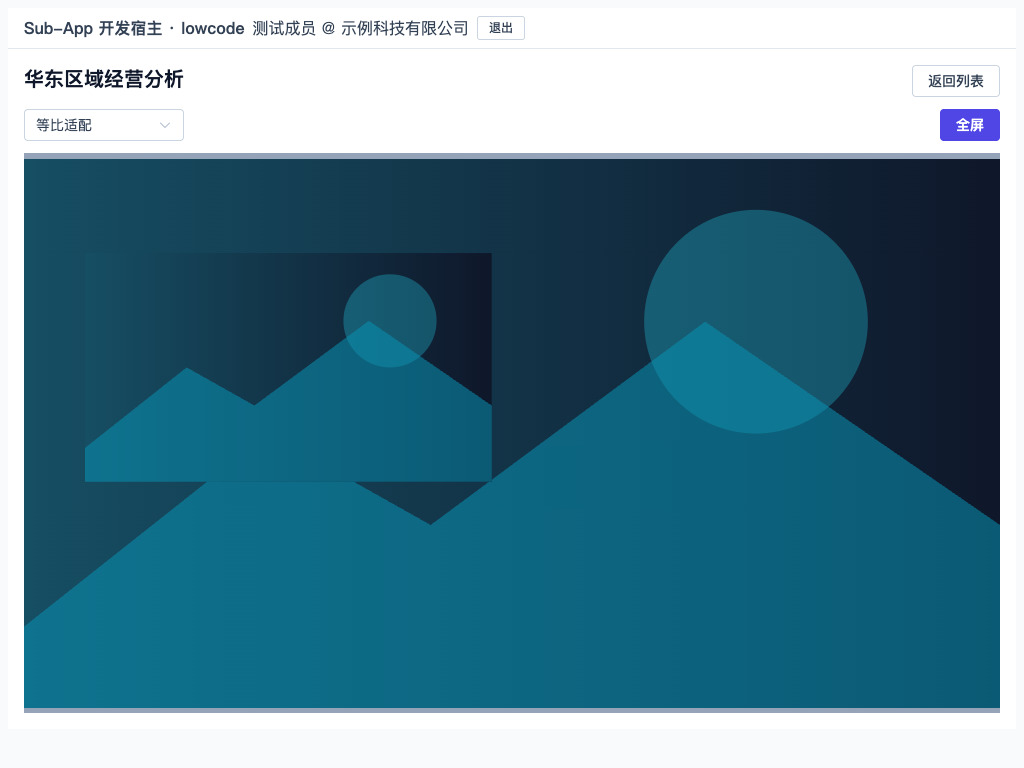 Sub-App 开发宿主 · lowcode 测试成员 @ 示例科技有限公司 退出
华东区域经营分析
返回列表
等比适配
全屏